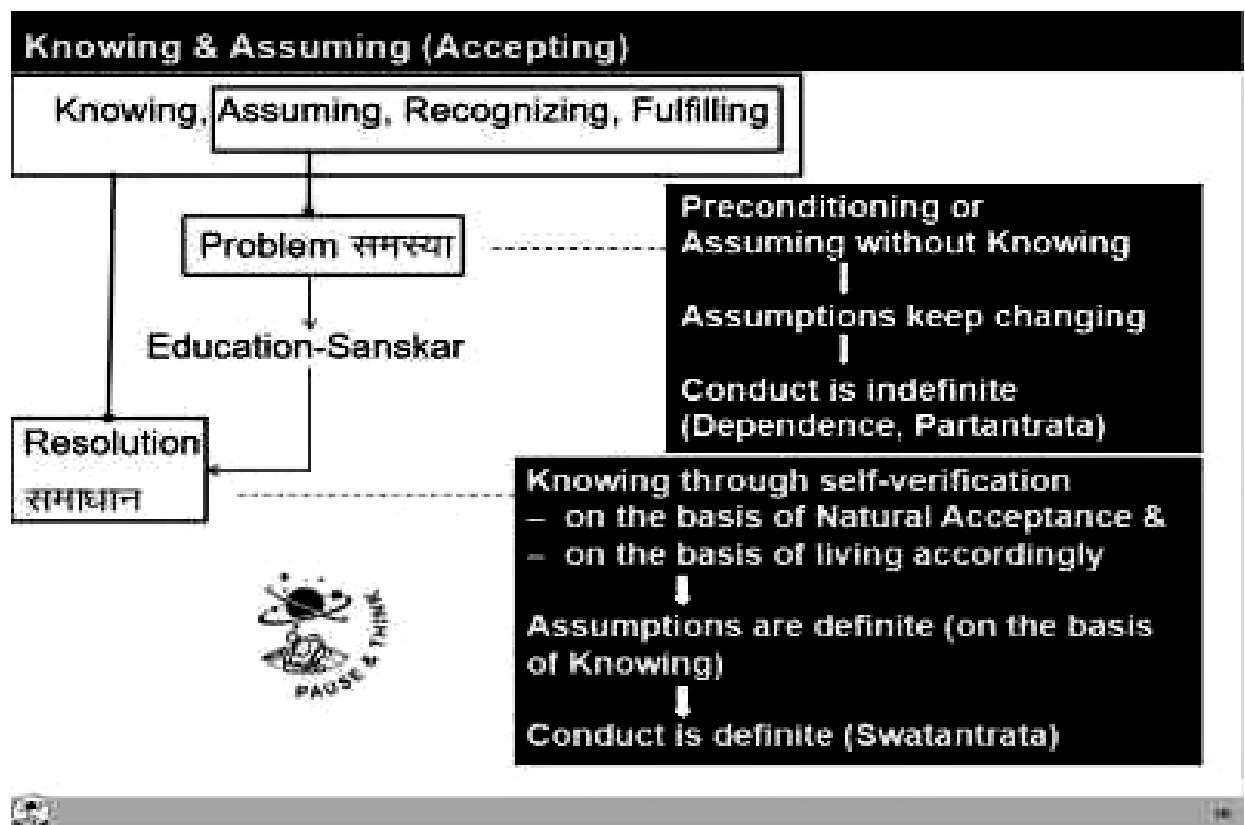 Knowing & Assuming (Accepting)
Knowing, Assuming, Recognizing, Fulfilling
Problem समस्या
Education-Sanskar
Resolution
समाधान
Preconditioning or
Assuming without Knowing
Assumptions keep changing
Conduct is indefinite
(Dependence, Partantrata)
Knowing through self-verification
– on the basis of Natural Acceptance &
– on the basis of living accordingly
Assumptions are definite (on the basis
of Knowing)
Conduct is definite (Swatantrata)
PAUSE & THINK